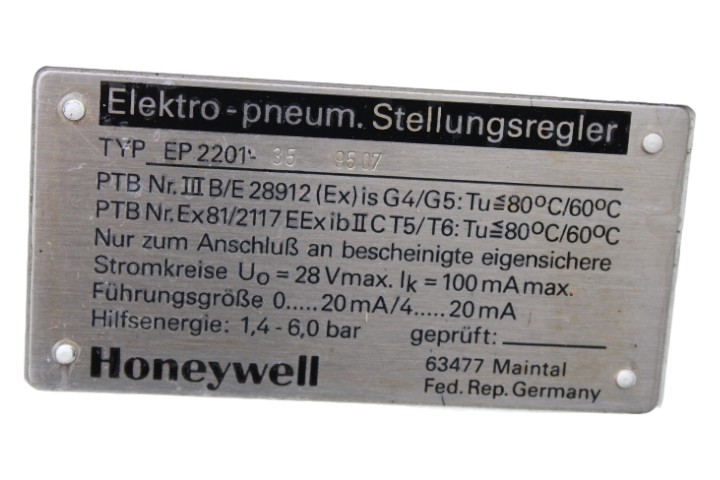 Elektro-pneum. Stellungsregler
TYP EP 2201- 35 9507
PTB Nr. III B/E 28912 (Ex) is G4/G5: Tu≦80°C/60°C
PTB Nr. Ex81/2117 EEx ib II C T5/T6: Tu≦80°C/60°C
Nur zum Anschluß an bescheinigte eigensichere
Stromkreise Uo = 28 Vmax. Ik = 100 mA max.
Führungsgröße 0.....20 mA/4.....20 mA
Hilfsenergie: 1,4 - 6,0 bar geprüft:
Honeywell
63477 Maintal
Fed. Rep. Germany